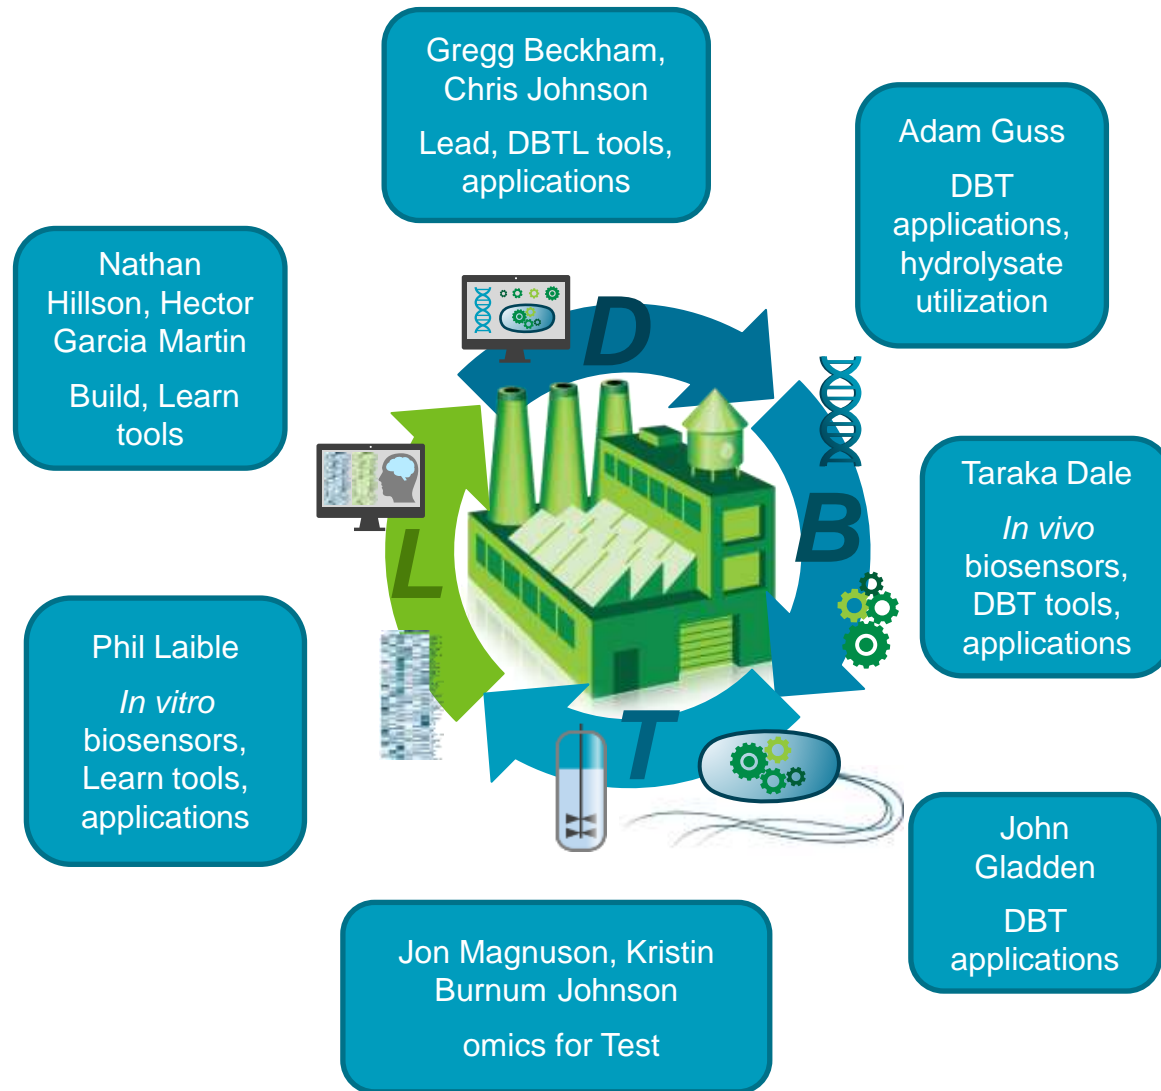 Gregg Beckham,
Chris Johnson
Lead, DBTL tools,
applications
Adam Guss
DBT
applications,
hydrolysate
utilization
Nathan
Hillson, Hector
Garcia Martin
Build, Learn
tools
D
B
Taraka Dale
In vivo
biosensors,
DBT tools,
applications
L
Phil Laible
In vitro
biosensors,
Learn tools,
applications
T
John
Gladden
DBT
applications
Jon Magnuson, Kristin
Burnum Johnson
omics for Test